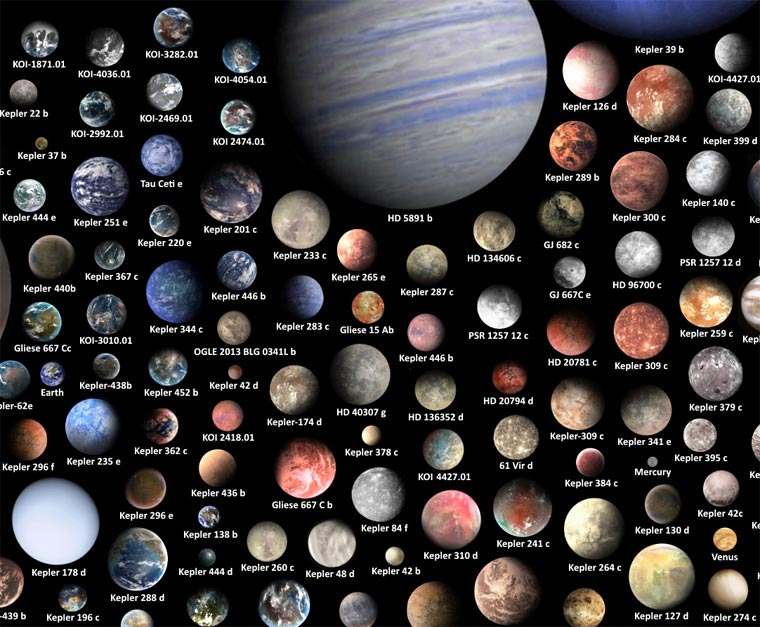 KOI-1871.01
KOI-4036.01
KOI-3282.01
KOI-4054.01
Kepler 39 b
KOI-4427.01
Kepler 22 b
KOI-2992.01
KOI-2469.01
KOI 2474.01
Kepler 126 d
Kepler 284 c
Kepler 399 d
Kepler 37 b
Tau Ceti e
6 c
Kepler 289 b
Kepler 444 e
Kepler 251 e
Kepler 220 e
Kepler 201 c
HD 5891 b
Kepler 300 c
Kepler 140 c
Kepler 233 c
HD 134606 c
GJ 682 c
Kepler 440b
Kepler 367 c
Kepler 446 b
Kepler 265 e
Kepler 287 c
GJ 667C e
HD 96700 c
PSR 1257 12 d
Kepler 344 c
Kepler 283 c
Gliese 15 Ab
PSR 1257 12 c
Kepler 259 c
Gliese 667 Cc
KOI-3010.01
OGLE 2013 BLG 0341L b
Kepler 446 b
HD 20781 c
Kepler 309 c
pler-62e
Earth
Kepler-438b
Kepler 452 b
Kepler 42 d
Kepler-174 d
HD 40307 g
HD 136352 d
HD 20794 d
Kepler-309 c
Kepler 341 e
Kepler 379 c
Kepler 296 f
Kepler 235 e
Kepler 362 c
KOI 2418.01
Kepler 378 c
KOI 4427.01
61 Vir d
Kepler 384 c
Mercury
Kepler 395 c
Kepler 296 e
Kepler 436 b
Gliese 667 C b
Kepler 84 f
Kepler 310 d
Kepler 241 c
Kepler 130 d
Kepler 42c
Kepler 178 d
Kepler 138 b
Kepler 288 d
Kepler 444 d
Kepler 260 c
Kepler 48 d
Kepler 42 b
Kepler 264 c
Venus
-439 b
Kepler 196 c
Kepler 127 d
Kepler 274 c